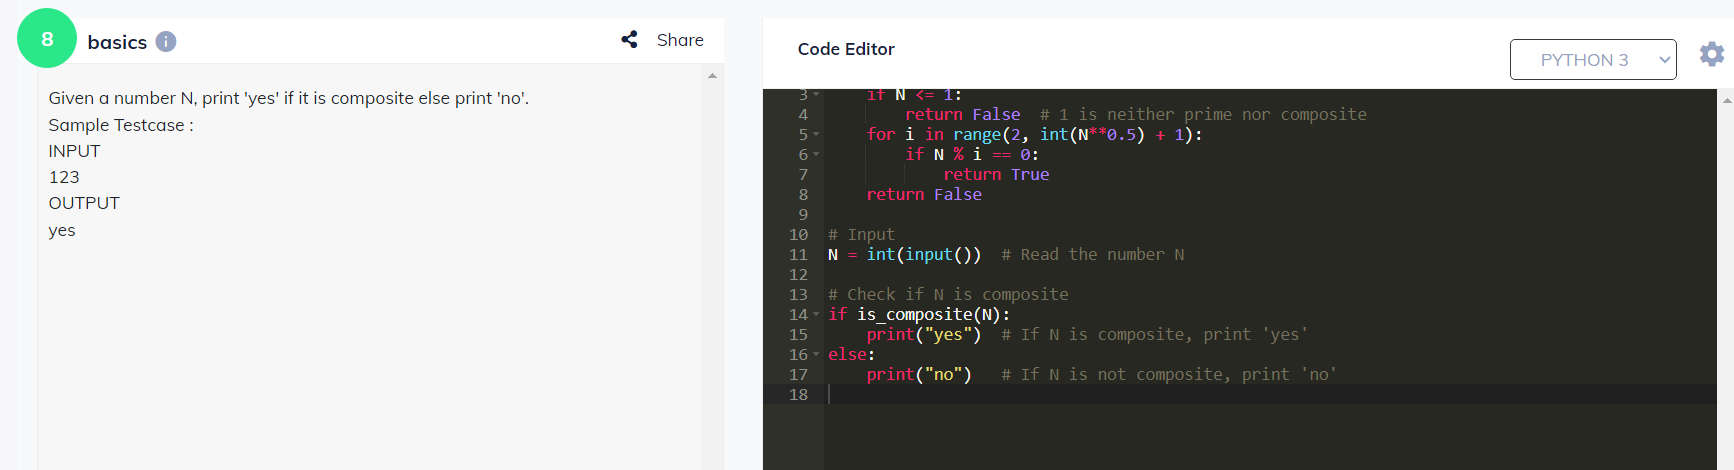 8
basics
Share
Given a number N, print 'yes' if it is composite else print 'no'.
Sample Testcase :
INPUT
123
OUTPUT
yes
Code Editor
PYTHON 3
3     if N <= 1:
4         return False  # 1 is neither prime nor composite
5     for i in range(2, int(N**0.5) + 1):
6         if N % i == 0:
7             return True
8     return False
9
10 # Input
11 N = int(input())  # Read the number N
12
13 # Check if N is composite
14 if is_composite(N):
15     print("yes")  # If N is composite, print 'yes'
16 else:
17     print("no")   # If N is not composite, print 'no'
18